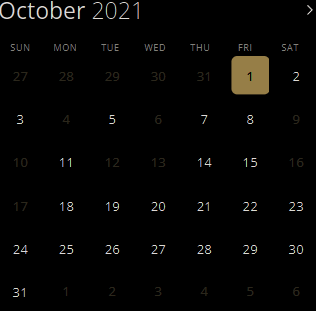 October 2021
SUN MON TUE WED THU FRI SAT
27 28 29 30 31 1 2
3 4 5 6 7 8 9
10 11 12 13 14 15 16
17 18 19 20 21 22 23
24 25 26 27 28 29 30
31 1 2 3 4 5 6